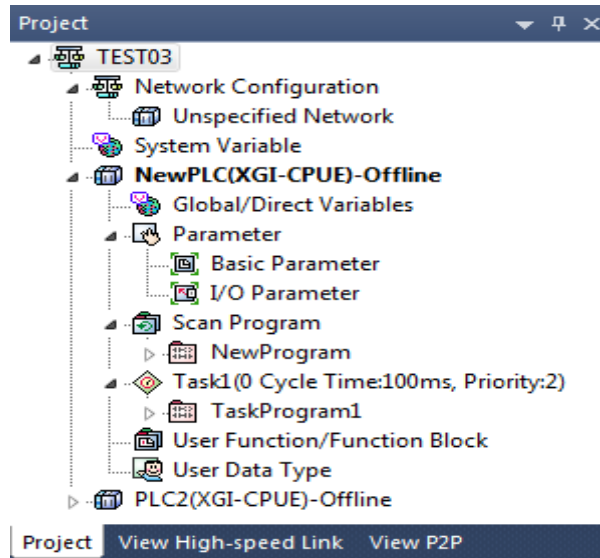 Project
TEST03
Network Configuration
Unspecified Network
System Variable
NewPLC(XGI-CPUE)-Offline
Global/Direct Variables
Parameter
Basic Parameter
I/O Parameter
Scan Program
NewProgram
Task1(0 Cycle Time:100ms, Priority:2)
TaskProgram1
User Function/Function Block
User Data Type
PLC2(XGI-CPUE)-Offline
Project View High-speed Link View P2P